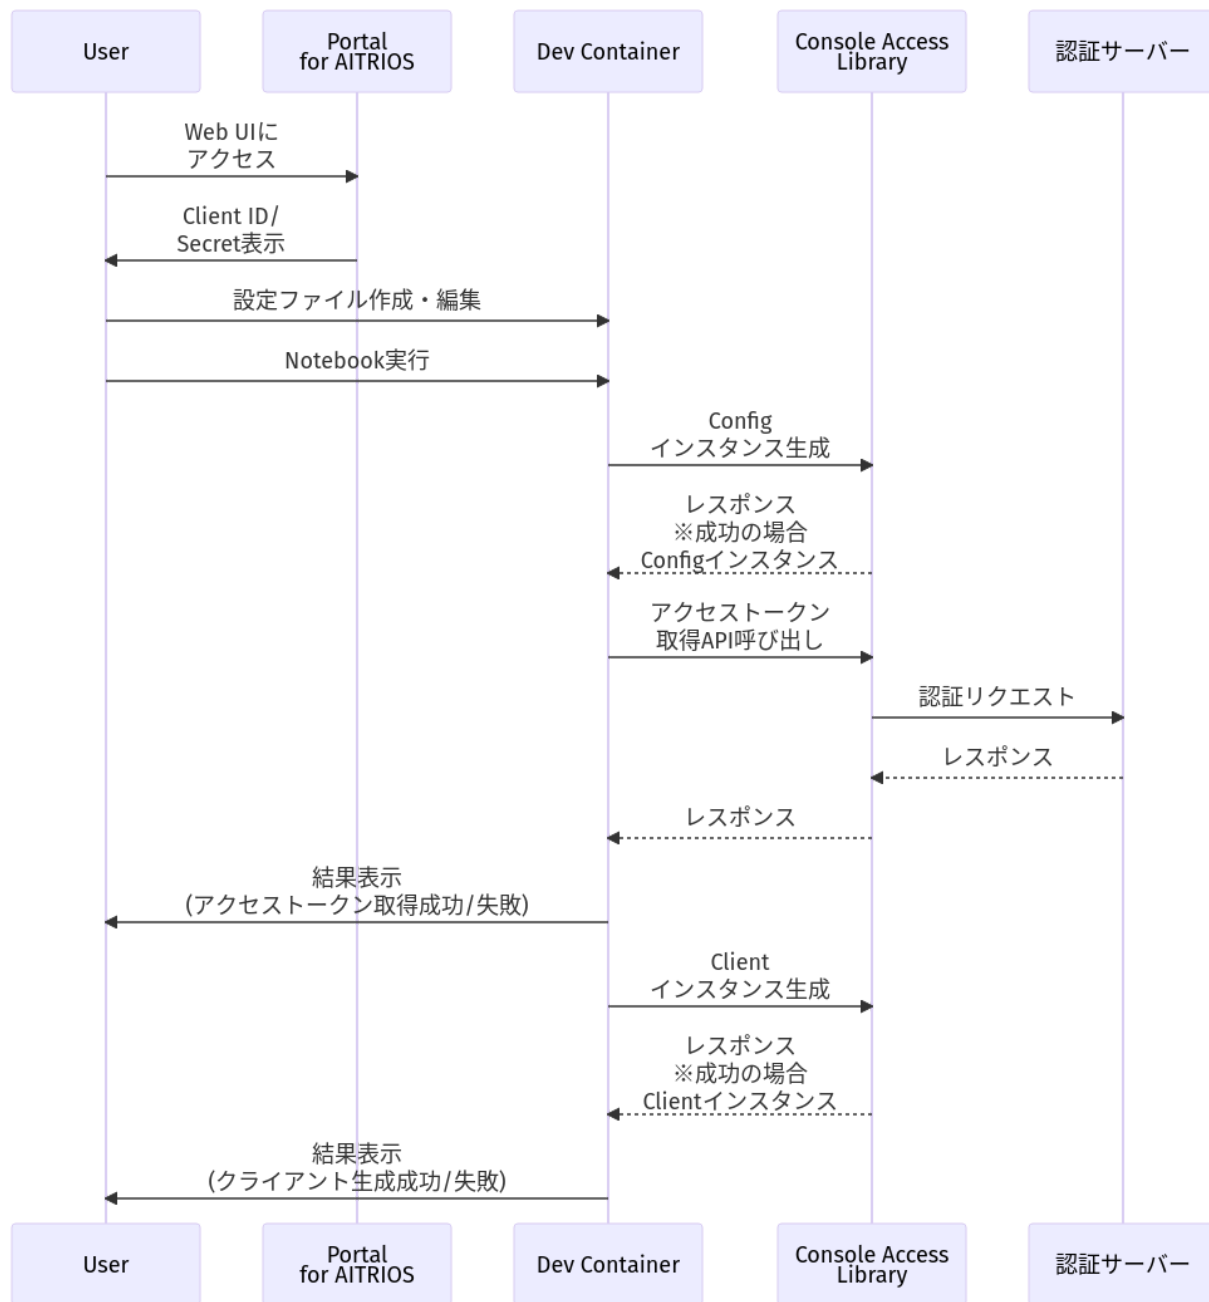 User
Portal
for AITRIOS
Dev Container
Console Access
Library
認証サーバー
Web UIに
アクセス
Client ID/
Secret表示
設定ファイル作成・編集
Notebook実行
Config
インスタンス生成
レスポンス
※成功の場合
Configインスタンス
アクセストークン
取得API呼び出し
認証リクエスト
レスポンス
レスポンス
結果表示
(アクセストークン取得成功/失敗)
Client
インスタンス生成
レスポンス
※成功の場合
Clientインスタンス
結果表示
(クライアント生成成功/失敗)
User
Portal
for AITRIOS
Dev Container
Console Access
Library
認証サーバー